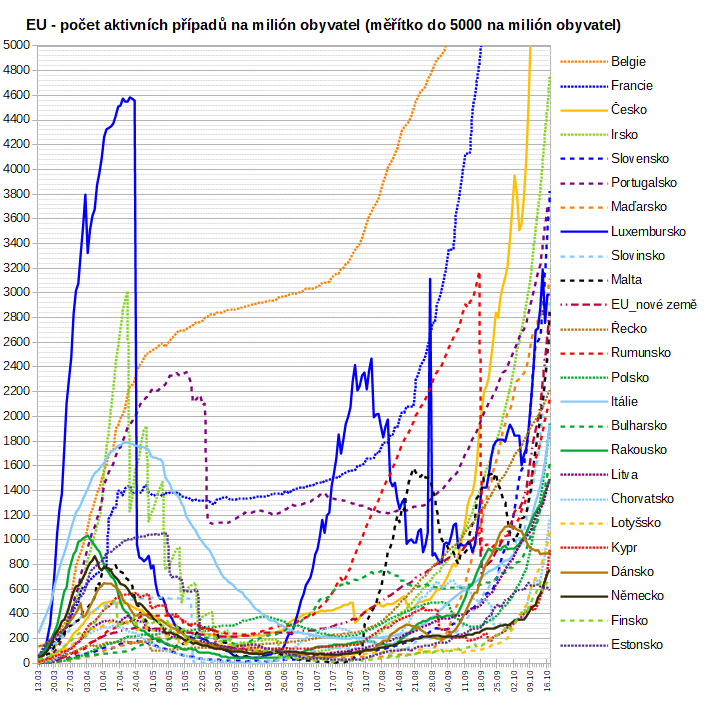 EU - počet aktivních případů na milión obyvatel (měřítko do 5000 na milión obyvatel)
5000
4800
4600
4400
4200
4000
3800
3600
3400
3200
3000
2800
2600
2400
2200
2000
1800
1600
1400
1200
1000
800
600
400
200
0
13.03
20.03
27.03
03.04
10.04
17.04
24.04
01.05
08.05
15.05
22.05
29.05
05.06
12.06
19.06
26.06
03.07
10.07
17.07
24.07
31.07
07.08
14.08
21.08
28.08
04.09
11.09
18.09
25.09
02.10
09.10
16.10
Belgie
Francie
Česko
Irsko
Slovensko
Portugalsko
Maďarsko
Luxembursko
Slovinsko
Malta
EU_nové země
Řecko
Rumunsko
Polsko
Itálie
Bulharsko
Rakousko
Litva
Chorvatsko
Lotyšsko
Kypr
Dánsko
Německo
Finsko
Estonsko